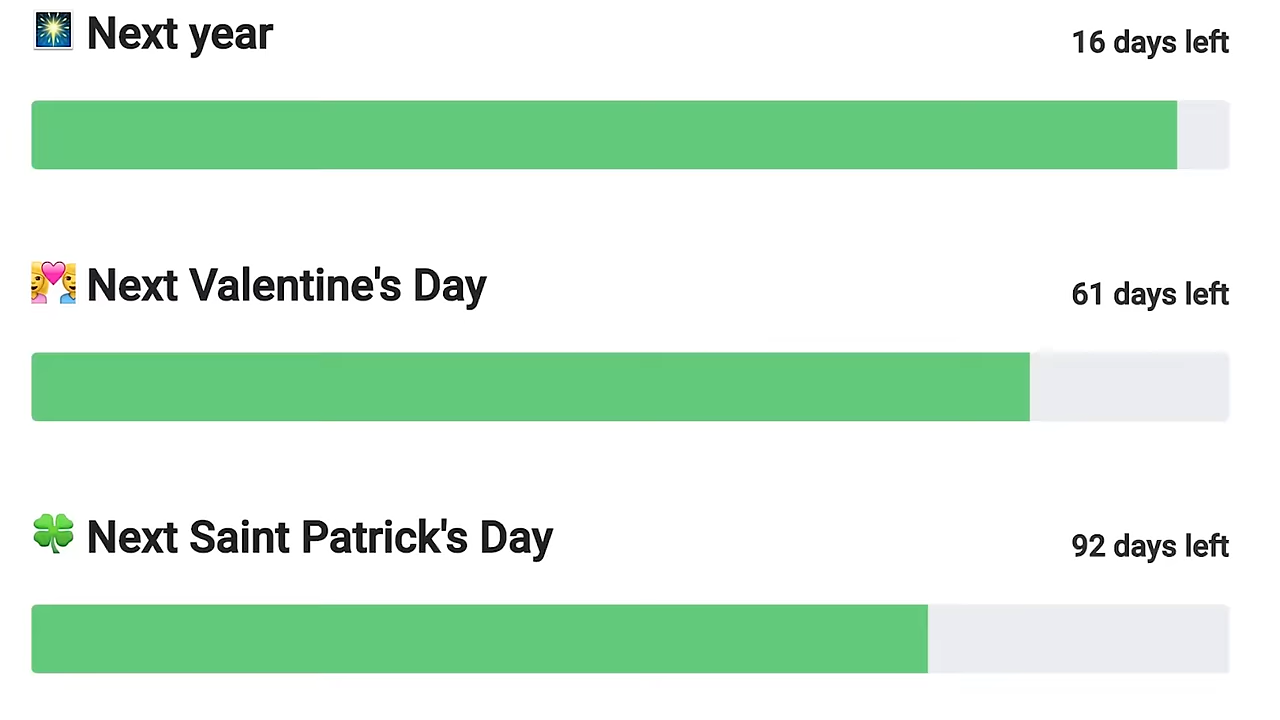 Next year
16 days left
Next Valentine's Day
61 days left
Next Saint Patrick's Day
92 days left